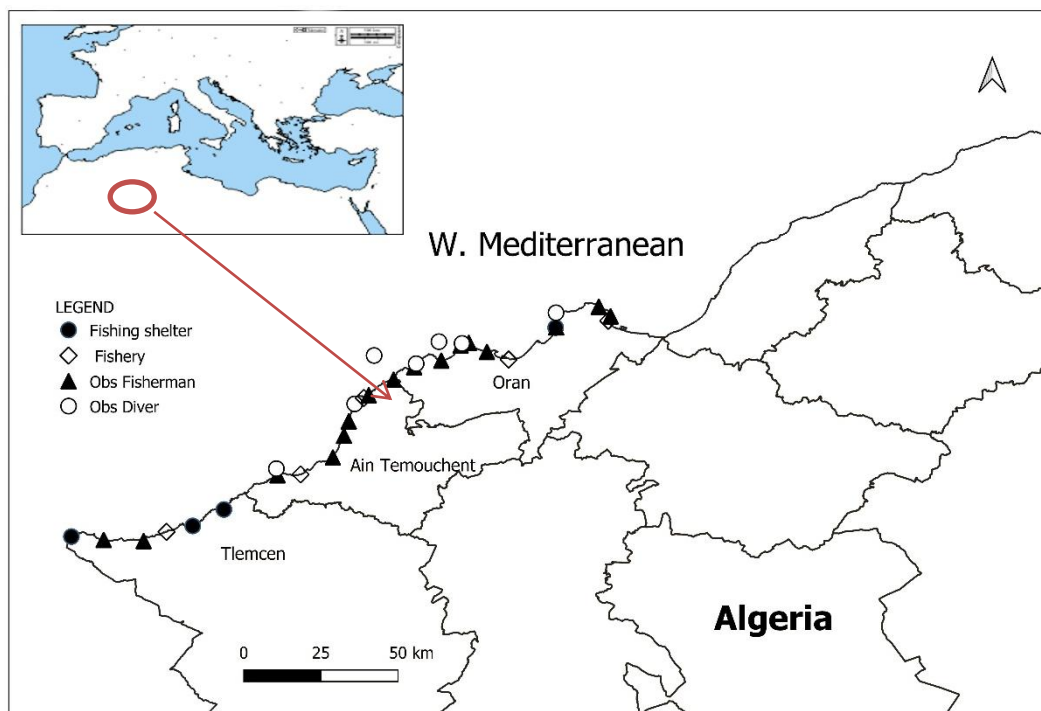 W. Mediterranean
LEGEND
Fishing shelter
Fishery
Obs Fisherman
Obs Diver
Oran
Ain Temouchent
Tlemcen
Algeria
0 25 50 km